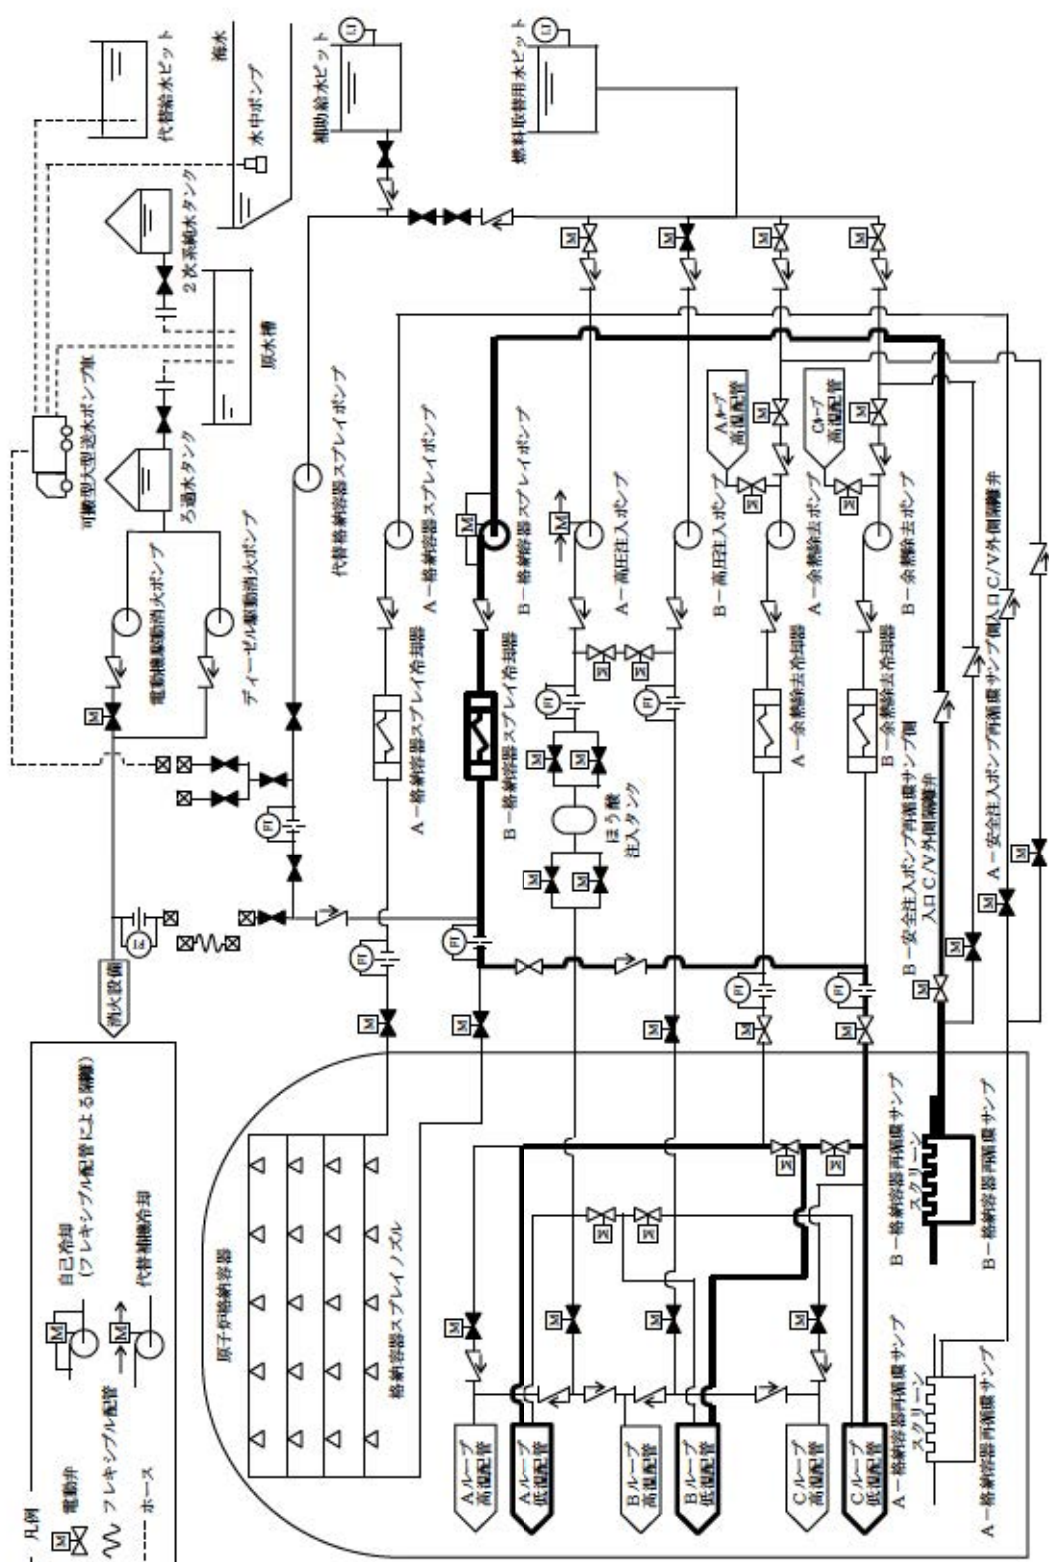 凡例
電動弁
フレキシブル配管
ホース
自己冷却
(フレキシブル配管による隔離)
代替補機冷却
消火設備
電動機駆動消火ポンプ
ディーゼル駆動消火ポンプ
ろ過水タンク
可搬型大型送水ポンプ車
原水槽
2次系純水タンク
代替給水ピット
海水
水中ポンプ
補助給水ピット
燃料取替用水ピット
代替格納容器スプレイポンプ
A-格納容器スプレイポンプ
B-格納容器スプレイポンプ
A-高圧注入ポンプ
B-高圧注入ポンプ
A-余熱除去ポンプ
B-余熱除去ポンプ
Aループ
高温配管
Cループ
高温配管
A-格納容器スプレイ冷却器
B-格納容器スプレイ冷却器
ほう酸
注入タンク
A-余熱除去冷却器
B-余熱除去冷却器
B-安全注入ポンプ再循環サンプ側
入口C/V外側隔離弁
A-安全注入ポンプ再循環サンプ側入口C/V外側隔離弁
原子炉格納容器
格納容器スプレイノズル
Aループ
高温配管
Aループ
低温配管
Bループ
高温配管
Bループ
低温配管
Cループ
高温配管
Cループ
低温配管
B-格納容器再循環サンプ
スクリーン
B-格納容器再循環サンプ
A-格納容器再循環サンプ
スクリーン
A-格納容器再循環サンプ